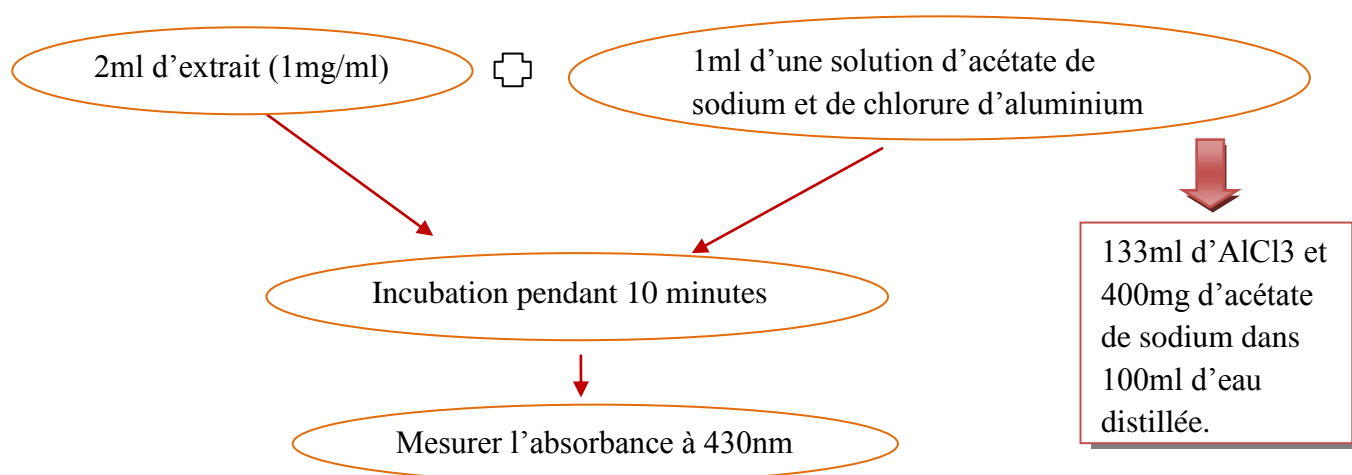 2ml d’extrait (1mg/ml)
1ml d’une solution d’acétate de
sodium et de chlorure d’aluminium
133ml d’AlCl3 et
400mg d’acétate
de sodium dans
100ml d’eau
distillée.
Incubation pendant 10 minutes
Mesurer l’absorbance à 430nm